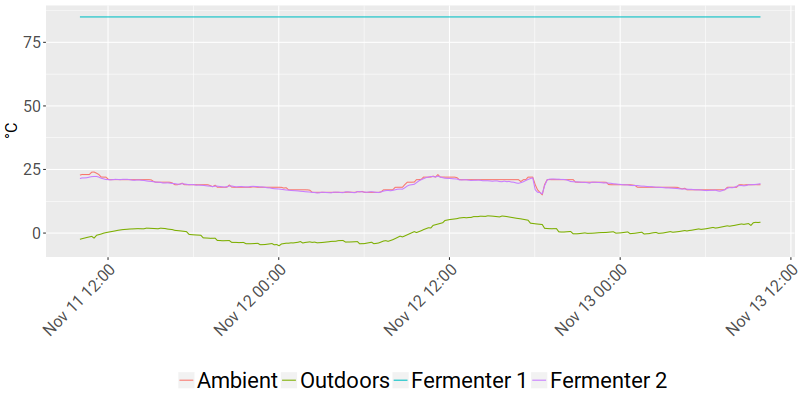 75
50
25
0
°C
Nov 11 12:00
Nov 12 00:00
Nov 12 12:00
Nov 13 00:00
Nov 13 12:00
Ambient Outdoors Fermenter 1 Fermenter 2